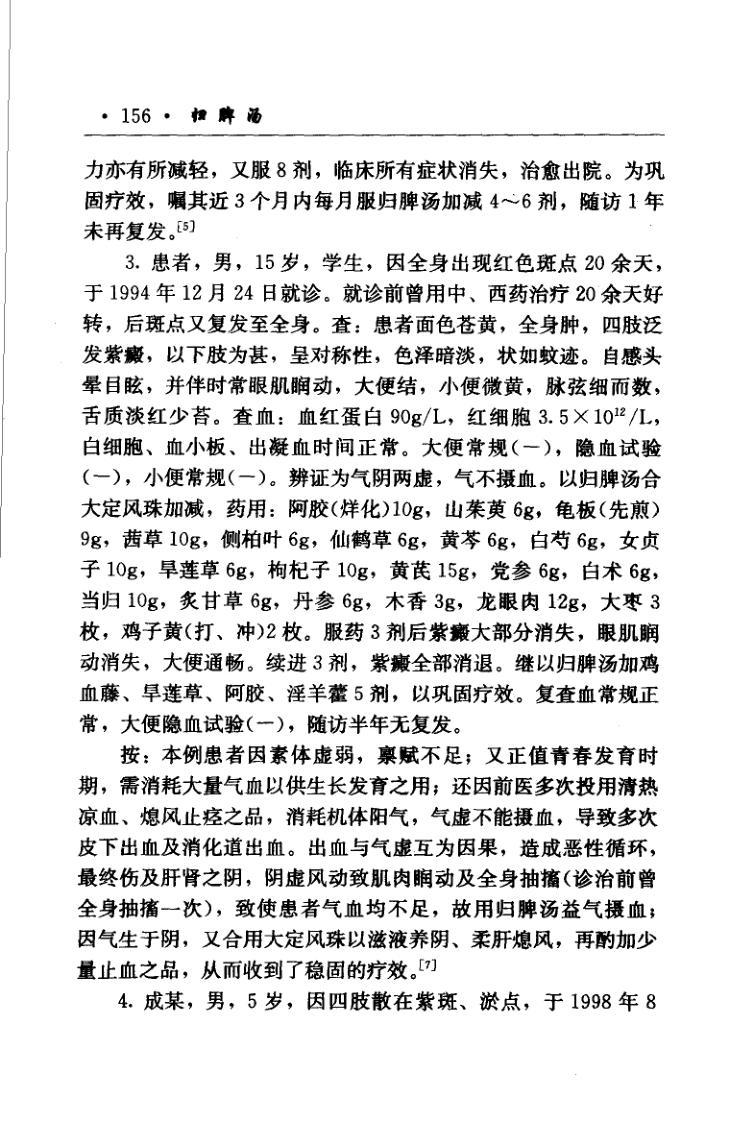 · 156 · 归脾汤
力亦有所减轻，又服 8 剂，临床所有症状消失，治愈出院。为巩
固疗效，嘱其近 3 个月内每月服归脾汤加减 4～6 剂，随访 1 年
未再复发。[5]
3. 患者，男，15 岁，学生，因全身出现红色斑点 20 余天，
于 1994 年 12 月 24 日就诊。就诊前曾用中、西药治疗 20 余天好
转，后斑点又复发至全身。查：患者面色苍黄，全身肿，四肢泛
发紫癜，以下肢为甚，呈对称性，色泽暗淡，状如蚊迹。自感头
晕目眩，并伴时常眼肌瞤动，大便结，小便微黄，脉弦细而数，
舌质淡红少苔。查血：血红蛋白 90g/L，红细胞 3.5×10¹²/L，
白细胞、血小板、出凝血时间正常。大便常规(－)，隐血试验
(－)，小便常规(－)。辨证为气阴两虚，气不摄血。以归脾汤合
大定风珠加减，药用：阿胶(烊化)10g，山茱萸 6g，龟板(先煎)
9g，茜草 10g，侧柏叶 6g，仙鹤草 6g，黄芩 6g，白芍 6g，女贞
子 10g，旱莲草 6g，枸杞子 10g，黄芪 15g，党参 6g，白术 6g，
当归 10g，炙甘草 6g，丹参 6g，木香 3g，龙眼肉 12g，大枣 3
枚，鸡子黄(打、冲)2 枚。服药 3 剂后紫癜大部分消失，眼肌瞤
动消失，大便通畅。续进 3 剂，紫癜全部消退。继以归脾汤加鸡
血藤、旱莲草、阿胶、淫羊藿 5 剂，以巩固疗效。复查血常规正
常，大便隐血试验(－)，随访半年无复发。
按：本例患者因素体虚弱，禀赋不足；又正值青春发育时
期，需消耗大量气血以供生长发育之用；还因前医多次投用清热
凉血、熄风止痉之品，消耗机体阳气，气虚不能摄血，导致多次
皮下出血及消化道出血。出血与气虚互为因果，造成恶性循环，
最终伤及肝肾之阴，阴虚风动致肌肉瞤动及全身抽搐(诊治前曾
全身抽搐一次)，致使患者气血均不足，故用归脾汤益气摄血；
因气生于阴，又合用大定风珠以滋液养阴、柔肝熄风，再酌加少
量止血之品，从而收到了稳固的疗效。[7]
4. 成某，男，5 岁，因四肢散在紫斑、淤点，于 1998 年 8